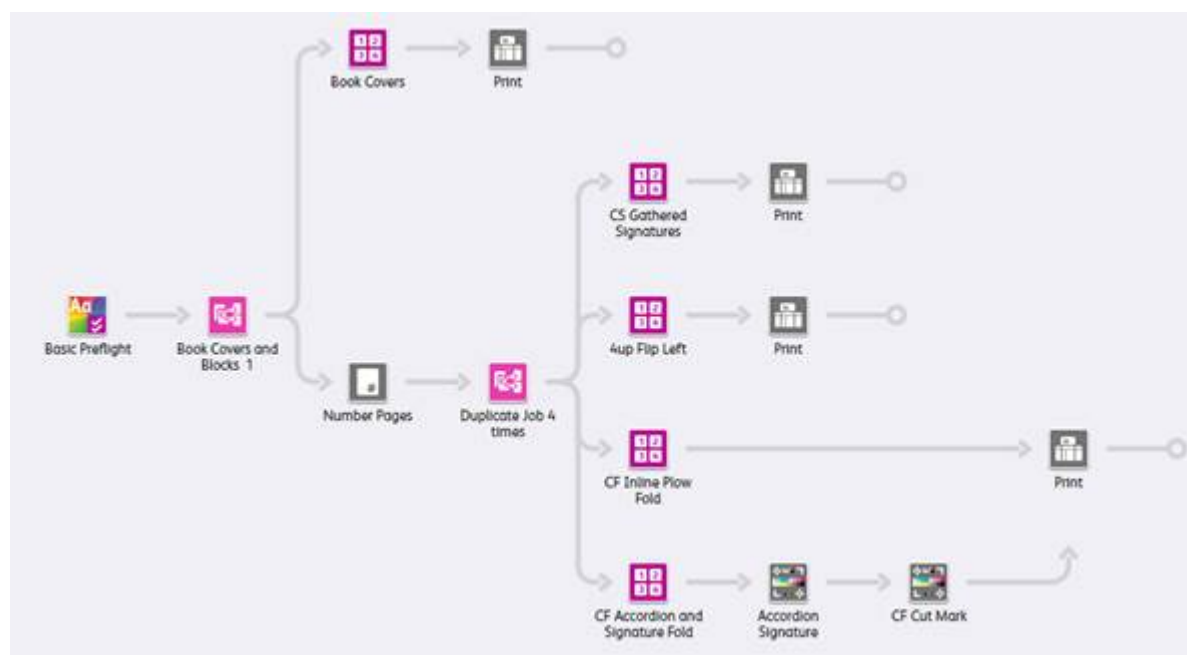 Book Covers
Print
CS Gathered
Signatures
Print
Aa
Basic Preflight
Book Covers and
Blocks 1
4up Flip Left
Print
#
Number Pages
Duplicate Job 4
times
CF Inline Plow
Fold
Print
CF Accordion and
Signature Fold
Accordion
Signature
CF Cut Mark